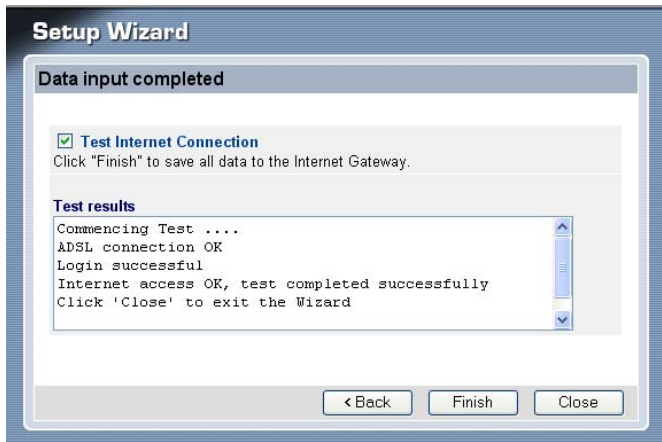 Setup Wizard
Data input completed
Test Internet Connection
Click "Finish" to save all data to the Internet Gateway.
Test results
Commencing Test ....
ADSL connection OK
Login successful
Internet access OK, test completed successfully
Click 'Close' to exit the Wizard
< Back Finish Close